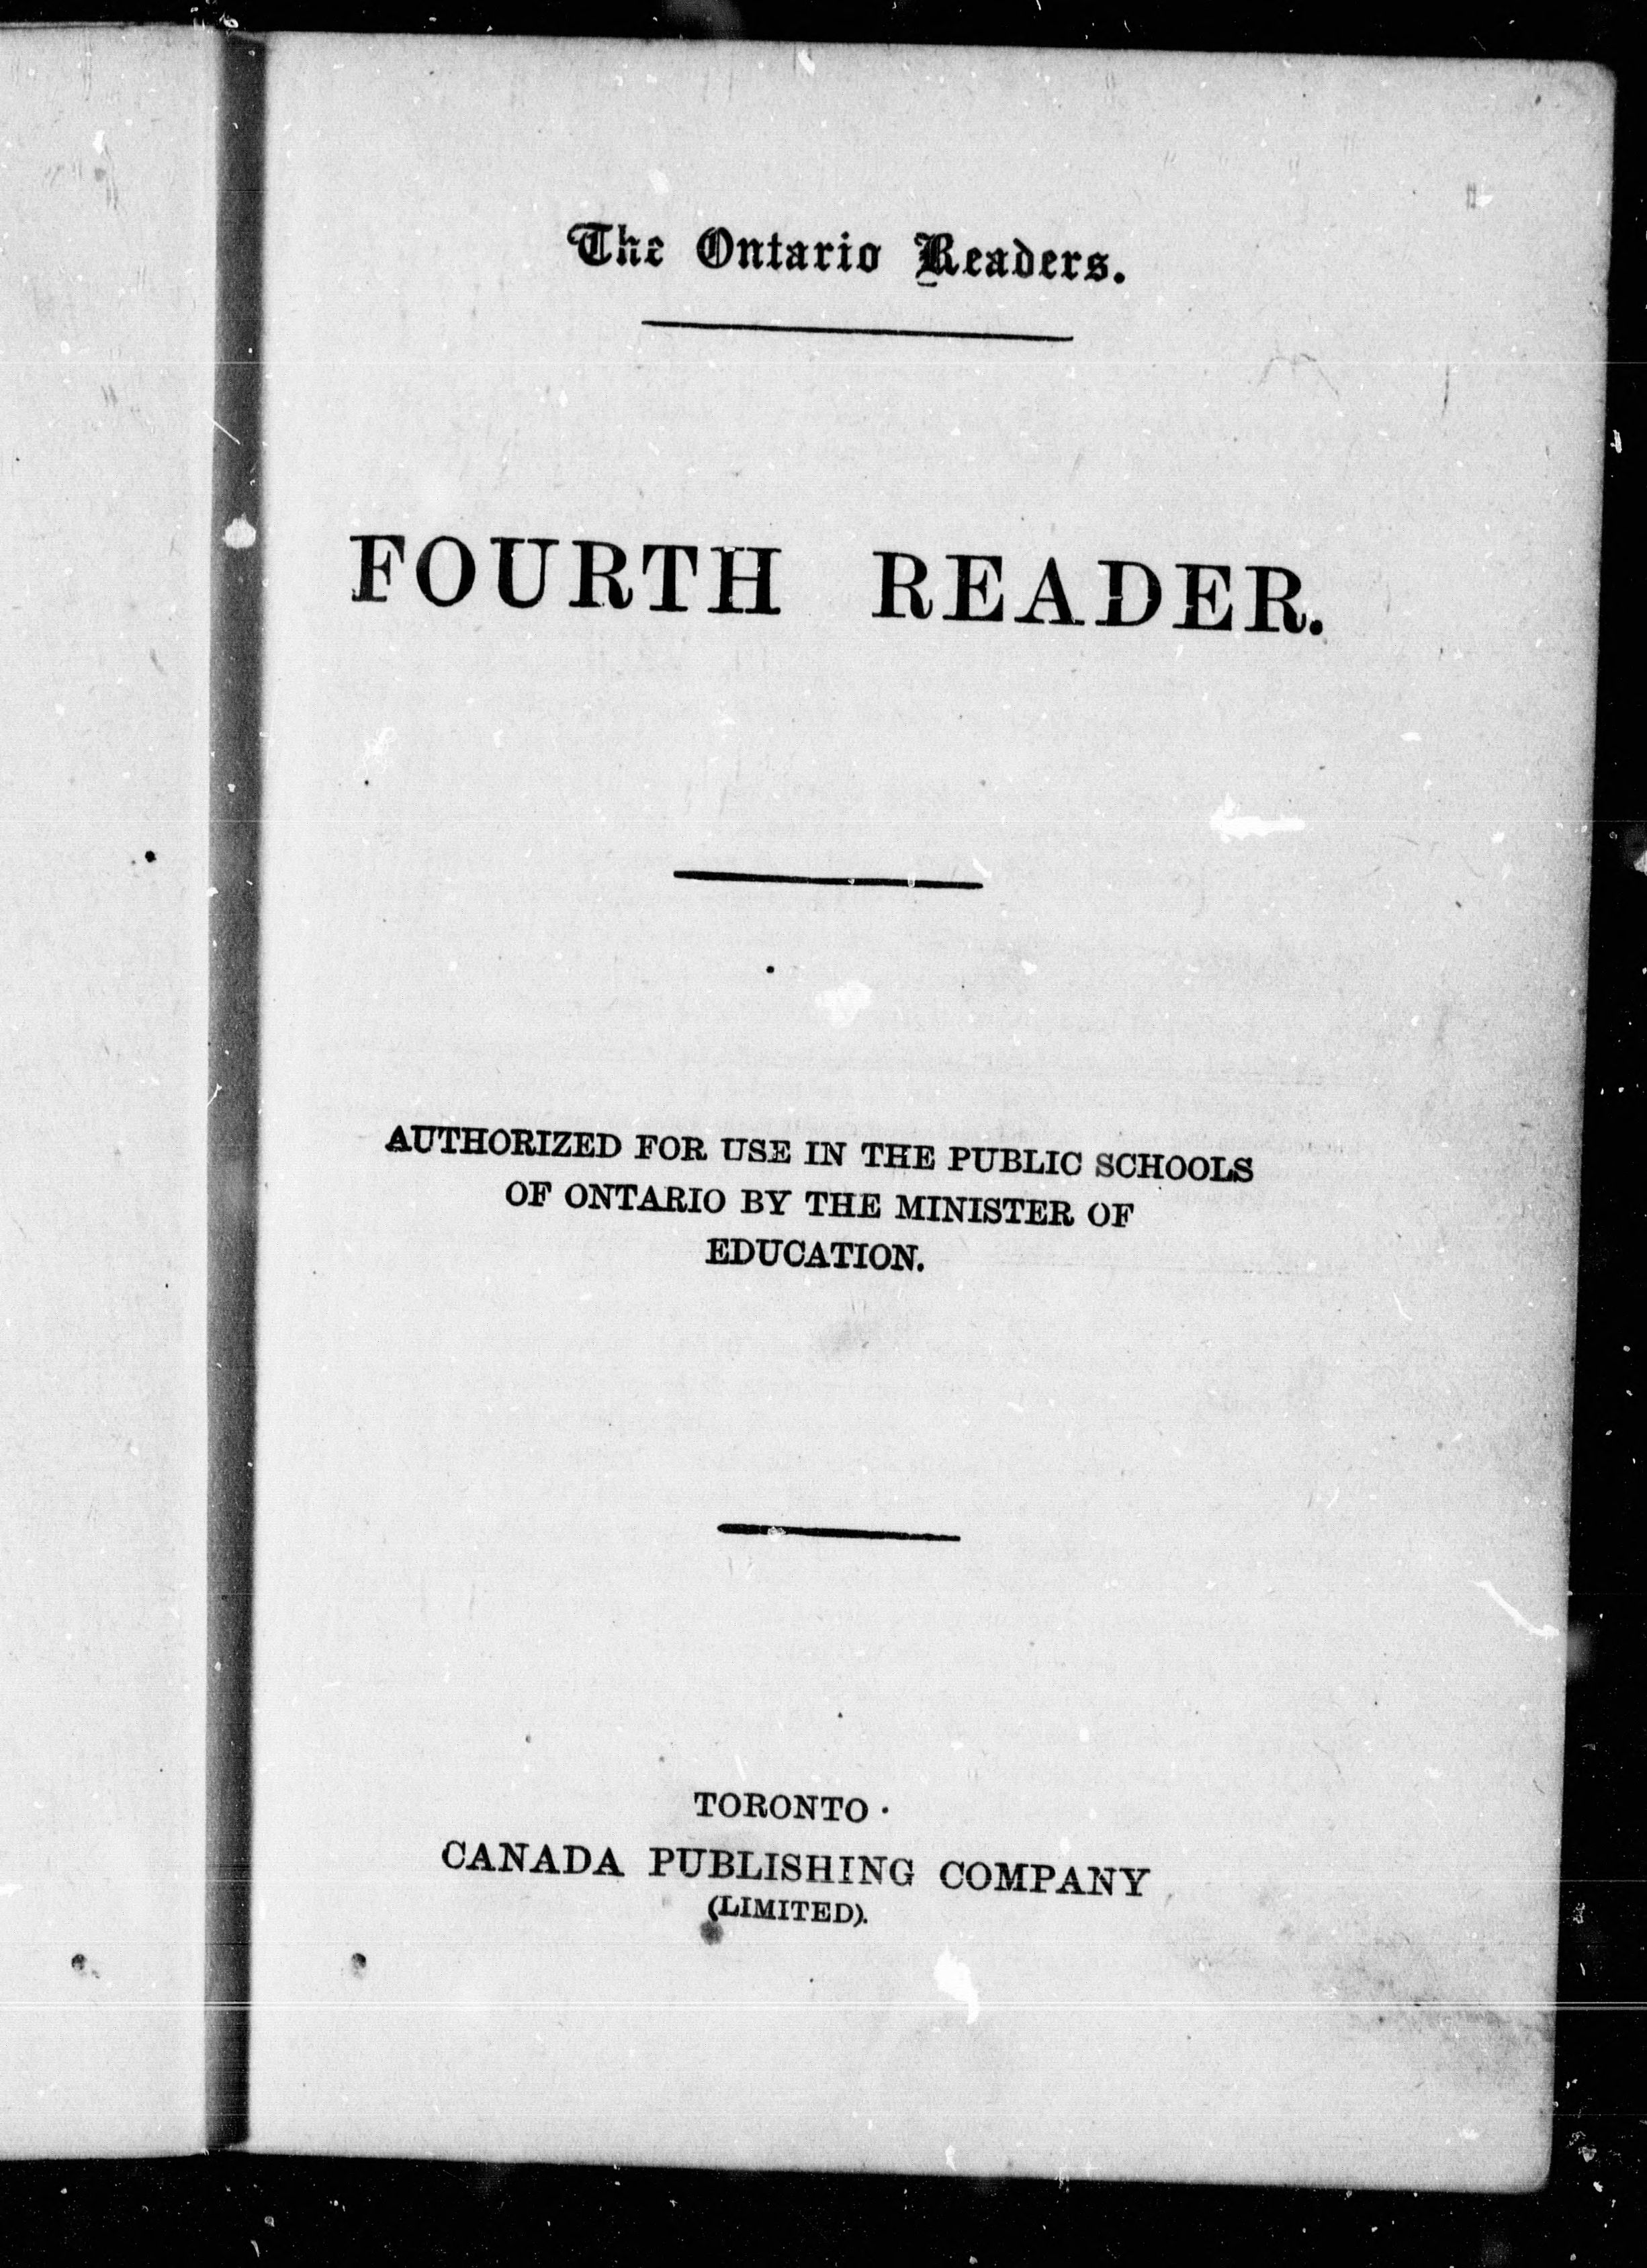 The Ontario Readers.
FOURTH READER.
AUTHORIZED FOR USE IN THE PUBLIC SCHOOLS
OF ONTARIO BY THE MINISTER OF
EDUCATION.
TORONTO ·
CANADA PUBLISHING COMPANY
(LIMITED).